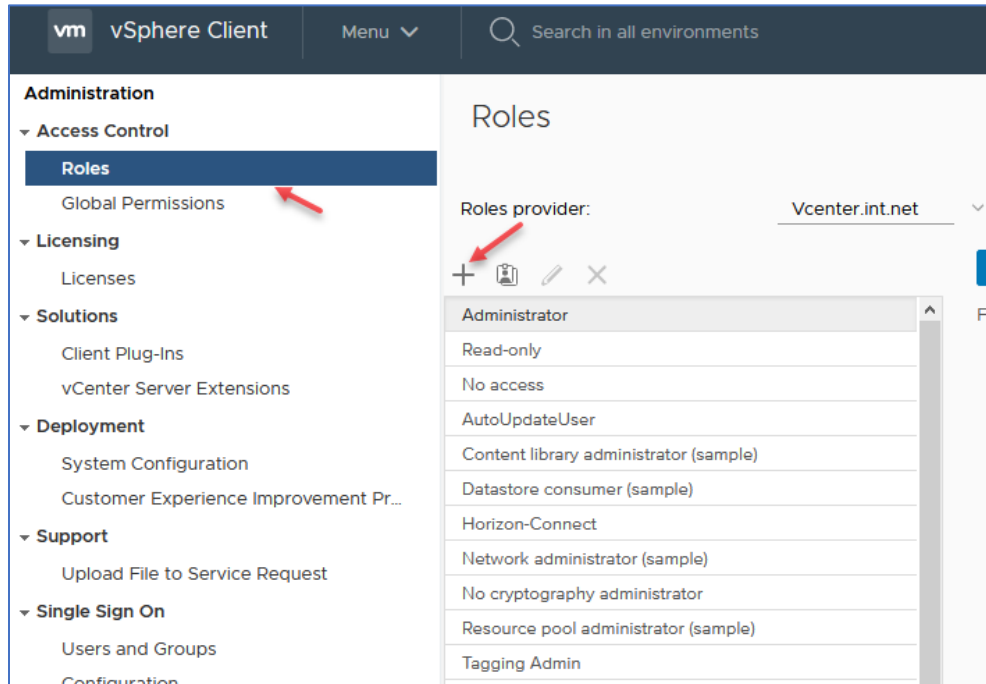 vm vSphere Client Menu Search in all environments
Administration
Access Control
Roles
Global Permissions
Licensing
Licenses
Solutions
Client Plug-Ins
vCenter Server Extensions
Deployment
System Configuration
Customer Experience Improvement Pr...
Support
Upload File to Service Request
Single Sign On
Users and Groups
Configuration
Roles
Roles provider: Vcenter.int.net
Administrator
Read-only
No access
AutoUpdateUser
Content library administrator (sample)
Datastore consumer (sample)
Horizon-Connect
Network administrator (sample)
No cryptography administrator
Resource pool administrator (sample)
Tagging Admin